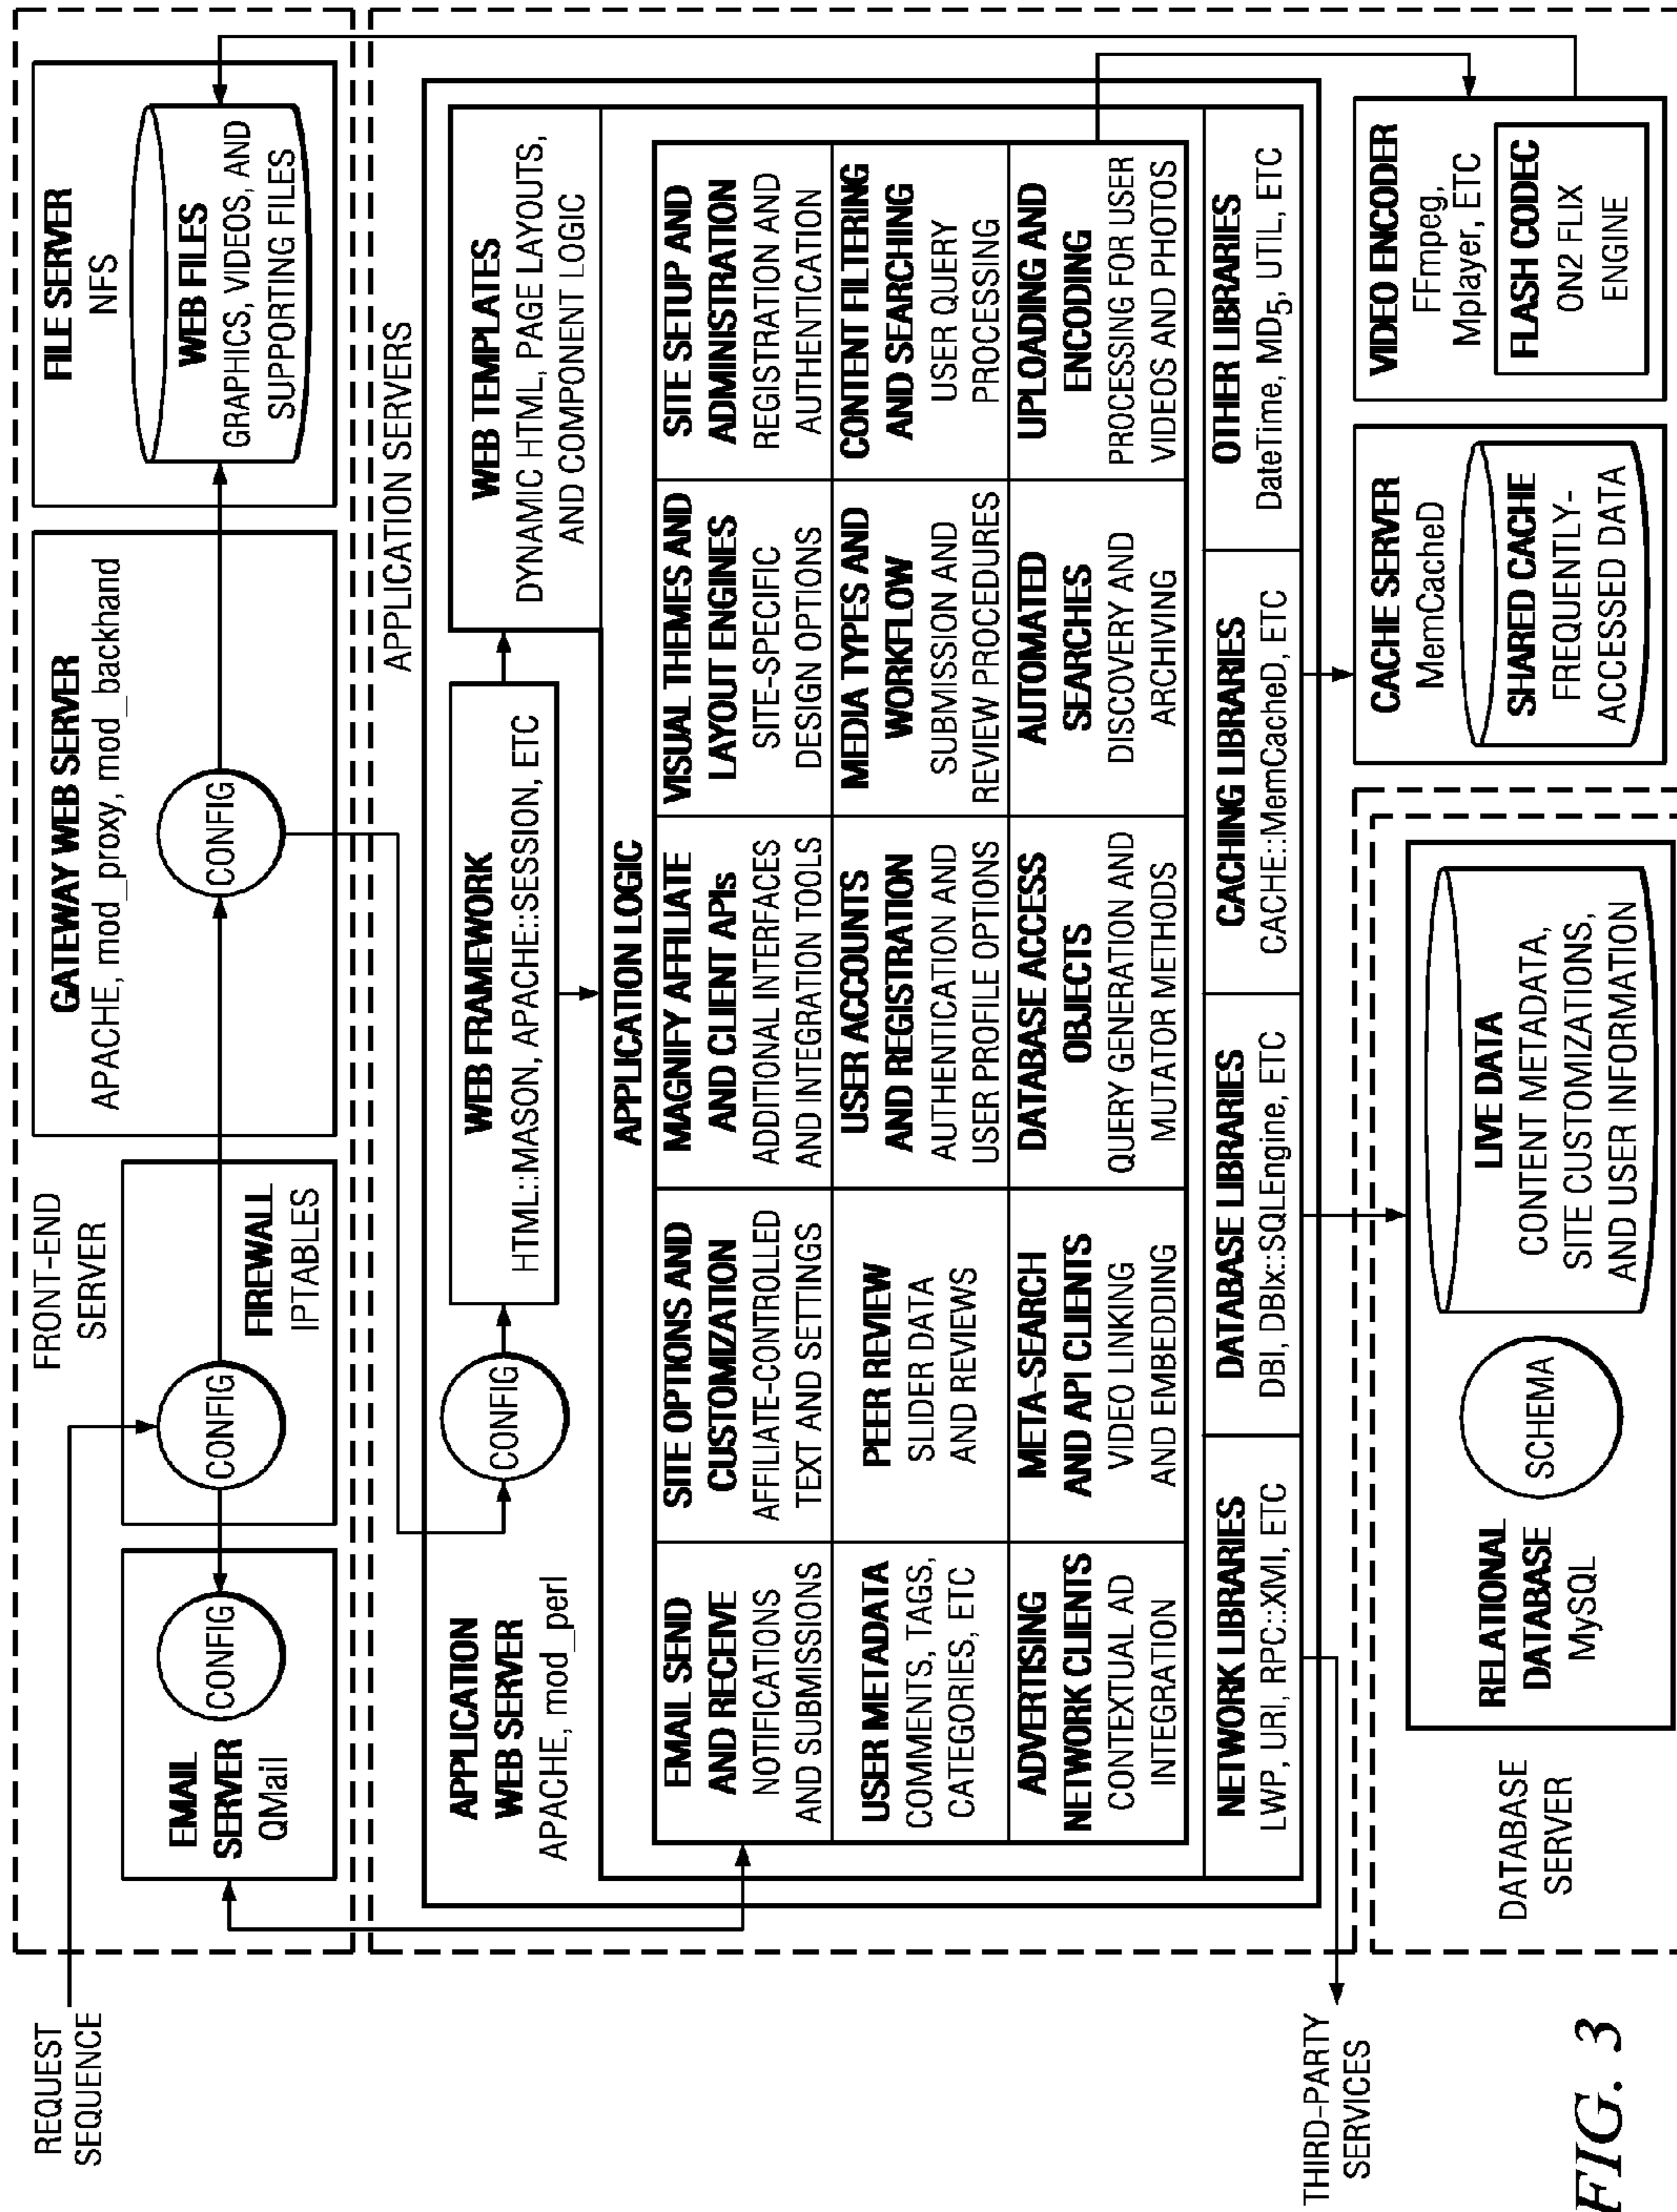 REQUEST
SEQUENCE
FRONT-END
SERVER
EMAIL
SERVER
QMail
CONFIG
CONFIG
FIREWALL
IPTABLES
GATEWAY WEB SERVER
APACHE, mod_proxy, mod_backhand
CONFIG
FILE SERVER
NFS
WEB FILES
GRAPHICS, VIDEOS, AND
SUPPORTING FILES
APPLICATION SERVERS
APPLICATION
WEB SERVER
APACHE, mod_perl
CONFIG
WEB FRAMEWORK
HTML::MASON, APACHE::SESSION, ETC
WEB TEMPLATES
DYNAMIC HTML, PAGE LAYOUTS,
AND COMPONENT LOGIC
APPLICATION LOGIC
EMAIL SEND
AND RECEIVE
NOTIFICATIONS
AND SUBMISSIONS
SITE OPTIONS AND
CUSTOMIZATION
AFFILIATE-CONTROLLED
TEXT AND SETTINGS
MAGNIFY AFFILIATE
AND CLIENT APIs
ADDITIONAL INTERFACES
AND INTEGRATION TOOLS
VISUAL THEMES AND
LAYOUT ENGINES
SITE-SPECIFIC
DESIGN OPTIONS
SITE SETUP AND
ADMINISTRATION
REGISTRATION AND
AUTHENTICATION
USER METADATA
COMMENTS, TAGS,
CATEGORIES, ETC
PEER REVIEW
SLIDER DATA
AND REVIEWS
USER ACCOUNTS
AND REGISTRATION
AUTHENTICATION AND
USER PROFILE OPTIONS
MEDIA TYPES AND
WORKFLOW
SUBMISSION AND
REVIEW PROCEDURES
CONTENT FILTERING
AND SEARCHING
USER QUERY
PROCESSING
ADVERTISING
NETWORK CLIENTS
CONTEXTUAL AD
INTEGRATION
META-SEARCH
AND API CLIENTS
VIDEO LINKING
AND EMBEDDING
DATABASE ACCESS
OBJECTS
QUERY GENERATION AND
MUTATOR METHODS
AUTOMATED
SEARCHES
DISCOVERY AND
ARCHIVING
UPLOADING AND
ENCODING
PROCESSING FOR USER
VIDEOS AND PHOTOS
NETWORK LIBRARIES
LWP, URI, RPC::XMI, ETC
DATABASE LIBRARIES
DBI, DBIx::SQLEngine, ETC
CACHING LIBRARIES
CACHE::MemCacheD, ETC
OTHER LIBRARIES
DateTime, MD5, UTIL, ETC
THIRD-PARTY
SERVICES
DATABASE
SERVER
RELATIONAL
DATABASE
MySQL
SCHEMA
LIVE DATA
CONTENT METADATA,
SITE CUSTOMIZATIONS,
AND USER INFORMATION
CACHE SERVER
MemCacheD
SHARED CACHE
FREQUENTLY-
ACCESSED DATA
VIDEO ENCODER
FFmpeg,
Mplayer, ETC
FLASH CODEC
ON2 FLIX
ENGINE
FIG. 3